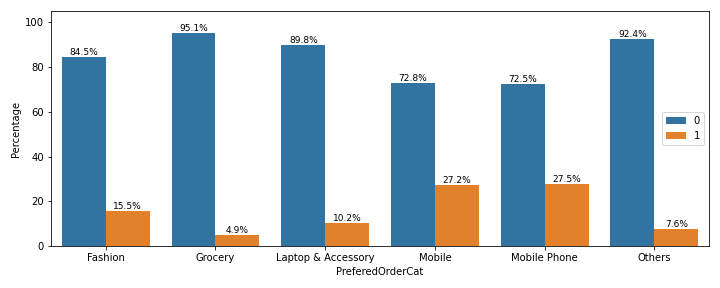 100
80
60
40
20
0
Percentage
84.5%
15.5%
95.1%
4.9%
89.8%
10.2%
72.8%
27.2%
72.5%
27.5%
92.4%
7.6%
0
1
Fashion
Grocery
Laptop & Accessory
Mobile
Mobile Phone
Others
PreferedOrderCat